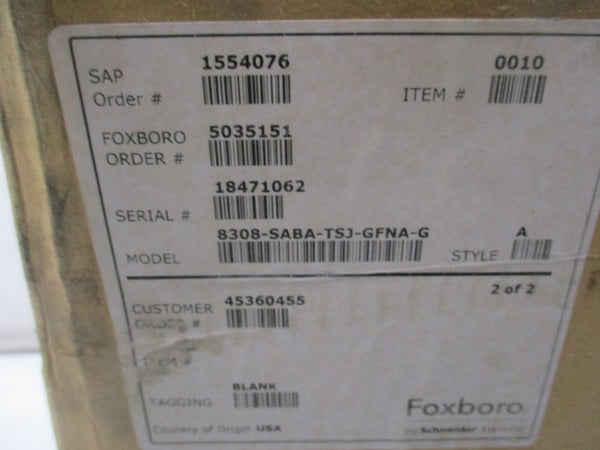 SAP 1554076
Order #
ITEM # 0010
FOXBORO 5035151
ORDER #
SERIAL # 18471062
MODEL 8308-SABA-TSJ-GFNA-G
STYLE A
2 of 2
CUSTOMER 45360455
ORDER #
TAGGING BLANK
Foxboro
by Schneider Electric
Country of Origin USA